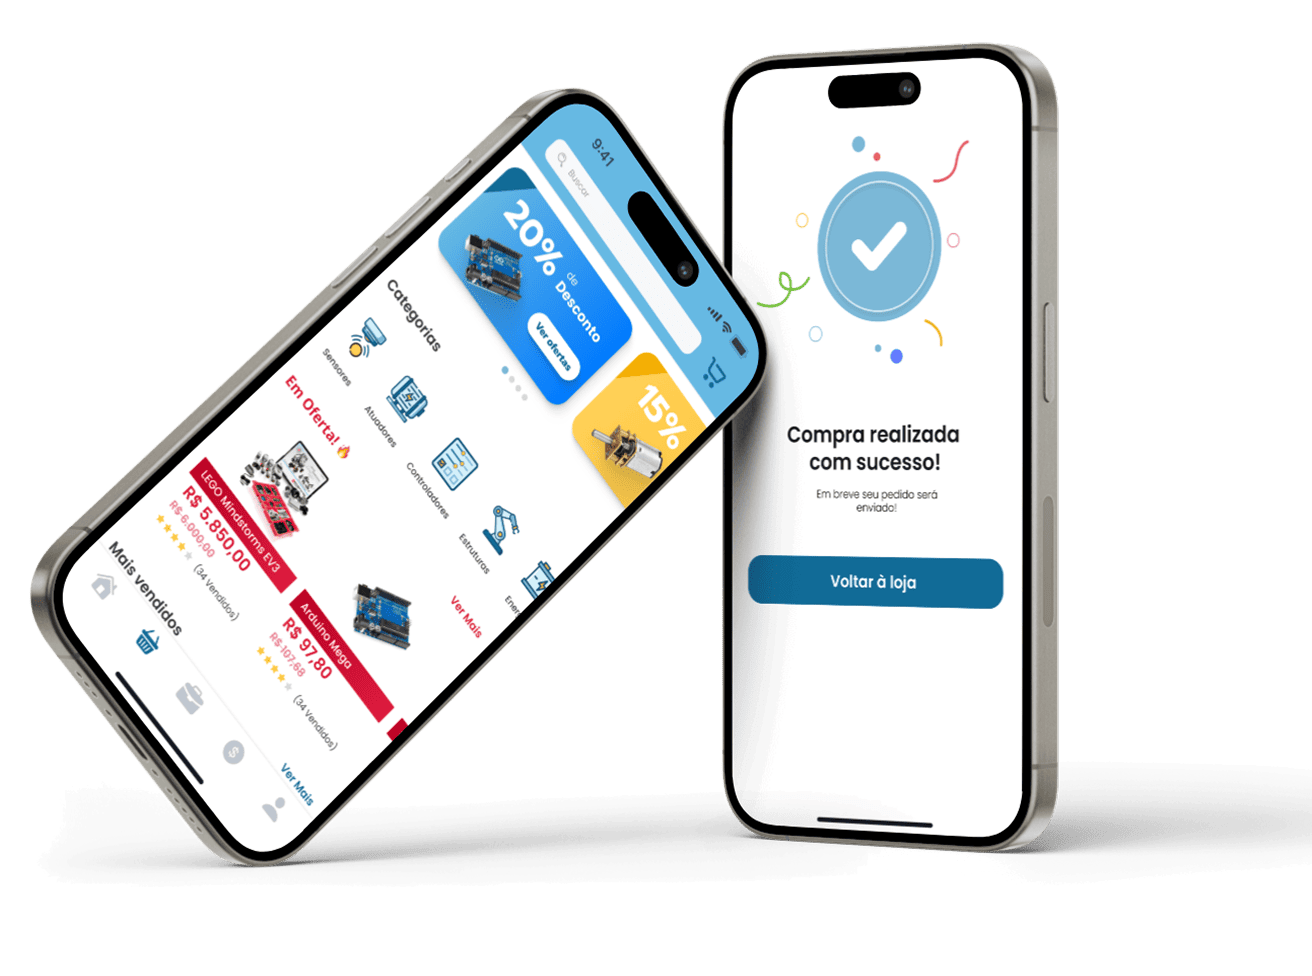 9:41
Buscar
20%
de
Desconto
Ver ofertas
15%
Categorias
Sensores
Atuadores
Controladores
Estruturas
Ener
Em Oferta! 🔥
Ver Mais
LEGO Mindstorms EV3
R$ 5.850,00
R$ 6.000,00
(34 Vendidos)
Arduino Mega
R$ 97,80
R$ 107,68
(34 Vendidos)
Mais vendidos
Ver Mais
Compra realizada
com sucesso!
Em breve seu pedido será
enviado!
Voltar à loja